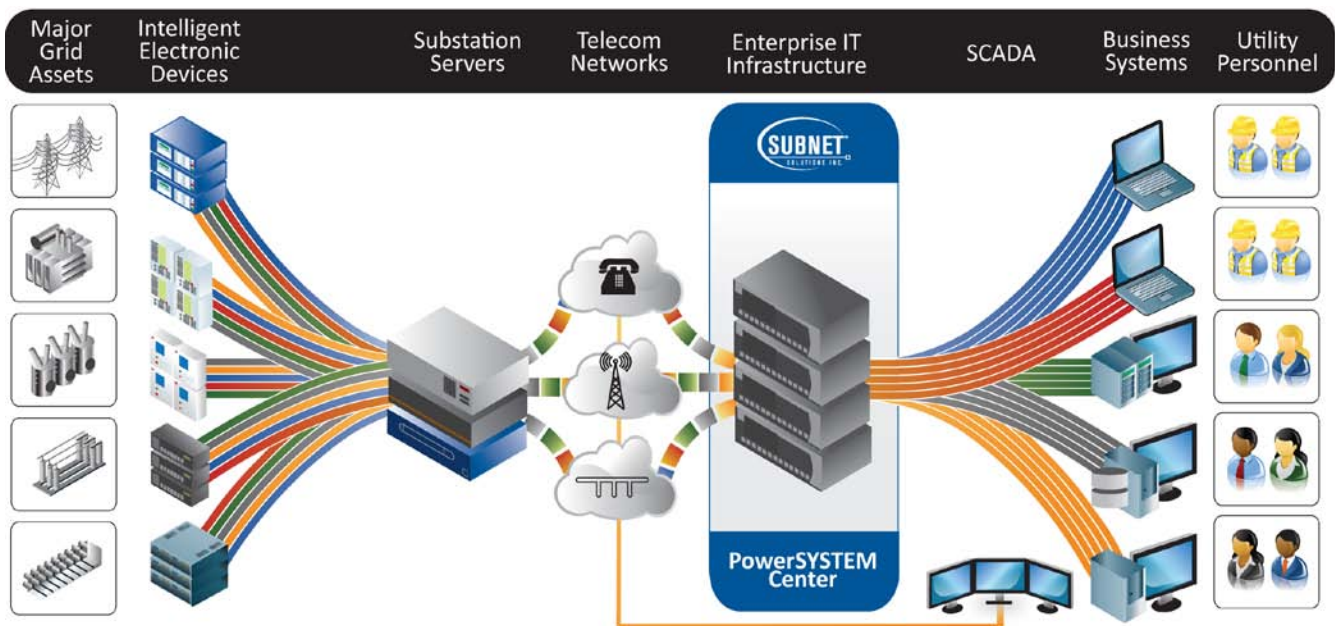 Major
Grid
Assets
Intelligent
Electronic
Devices
Substation
Servers
Telecom
Networks
Enterprise IT
Infrastructure
SCADA
Business
Systems
Utility
Personnel
SUBNET
SOLUTIONS INC.
PowerSYSTEM
Center